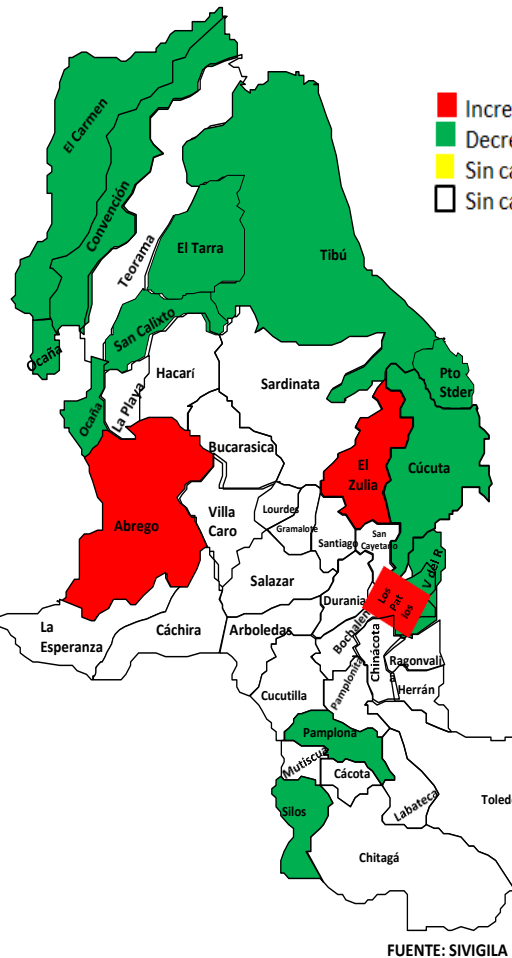 Incre
Decre
Sin ca
Sin ca
El Carmen
Convención
Teorama
El Tarra
Tibú
San Calixto
Ocaña
Ocaña
La Playa
Hacarí
Sardinata
Pto
Stder
Bucarasica
El
Zulia
Cúcuta
Abrego
Villa
Caro
Lourdes
Gramalote
Santiago
San
Cayetano
V del R
Salazar
Durania
Los
Pat
ios
La
Esperanza
Cáchira
Arboledas
Bochalem
Chinácota
Ragonvali
Herrán
Cucutilla
Pamplonita
Pamplona
Mutiscua
Cácota
Silos
Labateca
Toledo
Chitagá
FUENTE: SIVIGILA